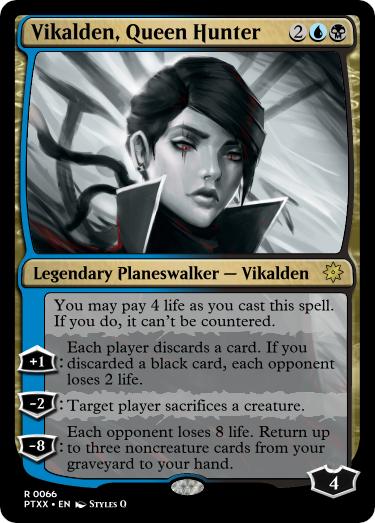 Vikalden, Queen Hunter 2
Legendary Planeswalker — Vikalden
You may pay 4 life as you cast this spell.
If you do, it can't be countered.
Each player discards a card. If you
+1: discarded a black card, each opponent
loses 2 life.
-2: Target player sacrifices a creature.
Each opponent loses 8 life. Return up
-8: to three noncreature cards from your
graveyard to your hand.
4
R 0066
PTXX • EN Styles O